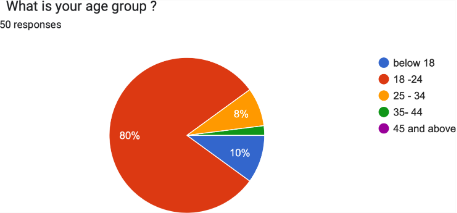 What is your age group ?
50 responses
below 18
18 -24
25 - 34
35- 44
45 and above
8%
80%
10%